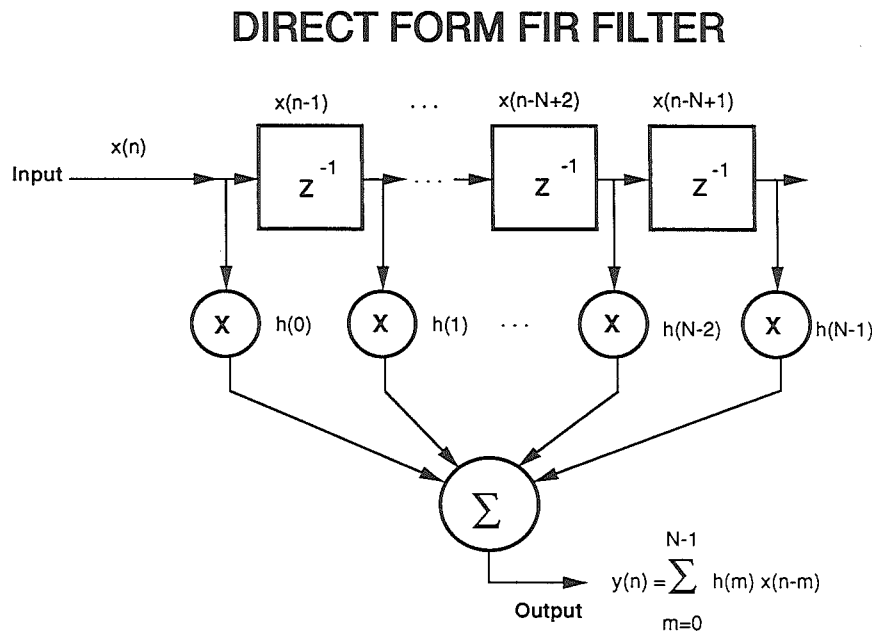 DIRECT FORM FIR FILTER
x(n-1) ... x(n-N+2) x(n-N+1)
x(n)
Input z⁻¹ ... z⁻¹ z⁻¹
X h(0) X h(1) ... X h(N-2) X h(N-1)
Σ
N-1
y(n) = Σ h(m) x(n-m)
Output
m=0